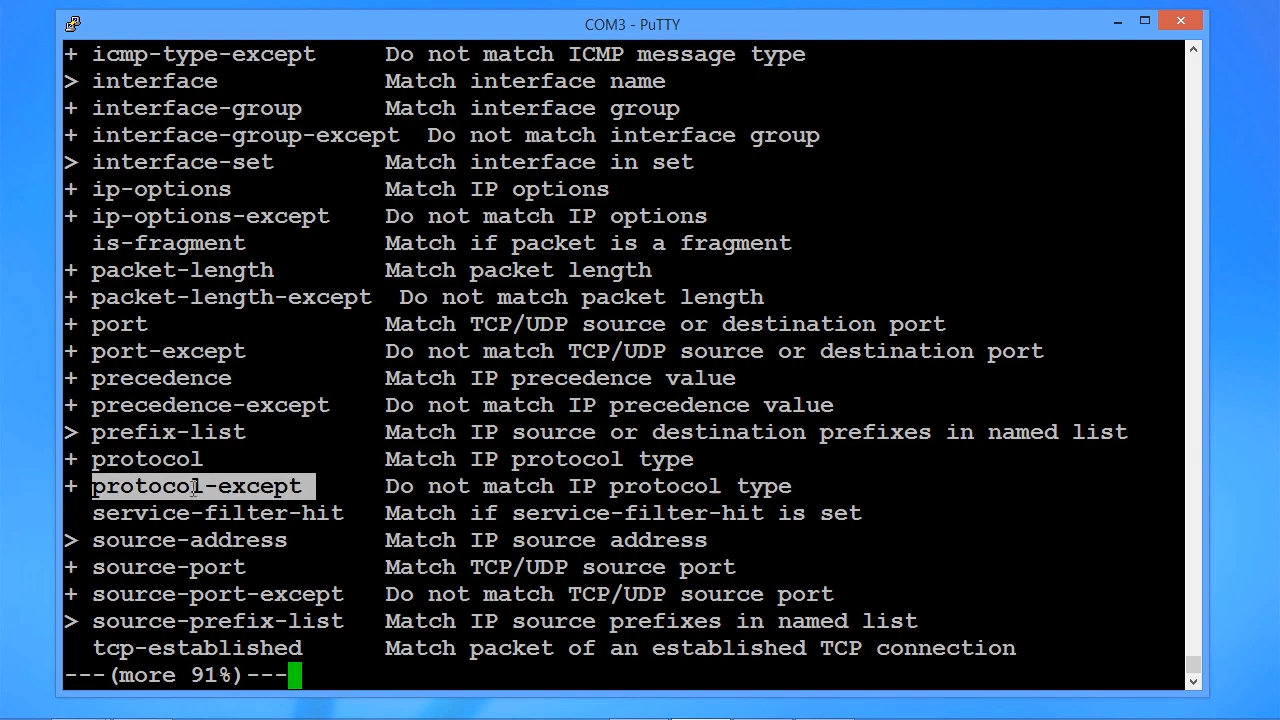 COM3 - PuTTY
+ icmp-type-except     Do not match ICMP message type
> interface            Match interface name
+ interface-group      Match interface group
+ interface-group-except  Do not match interface group
> interface-set        Match interface in set
+ ip-options           Match IP options
+ ip-options-except    Do not match IP options
  is-fragment          Match if packet is a fragment
+ packet-length        Match packet length
+ packet-length-except  Do not match packet length
+ port                 Match TCP/UDP source or destination port
+ port-except          Do not match TCP/UDP source or destination port
+ precedence           Match IP precedence value
+ precedence-except    Do not match IP precedence value
> prefix-list          Match IP source or destination prefixes in named list
+ protocol             Match IP protocol type
+ protocol-except      Do not match IP protocol type
  service-filter-hit   Match if service-filter-hit is set
> source-address       Match IP source address
+ source-port          Match TCP/UDP source port
+ source-port-except   Do not match TCP/UDP source port
> source-prefix-list   Match IP source prefixes in named list
  tcp-established      Match packet of an established TCP connection
---(more 91%)---